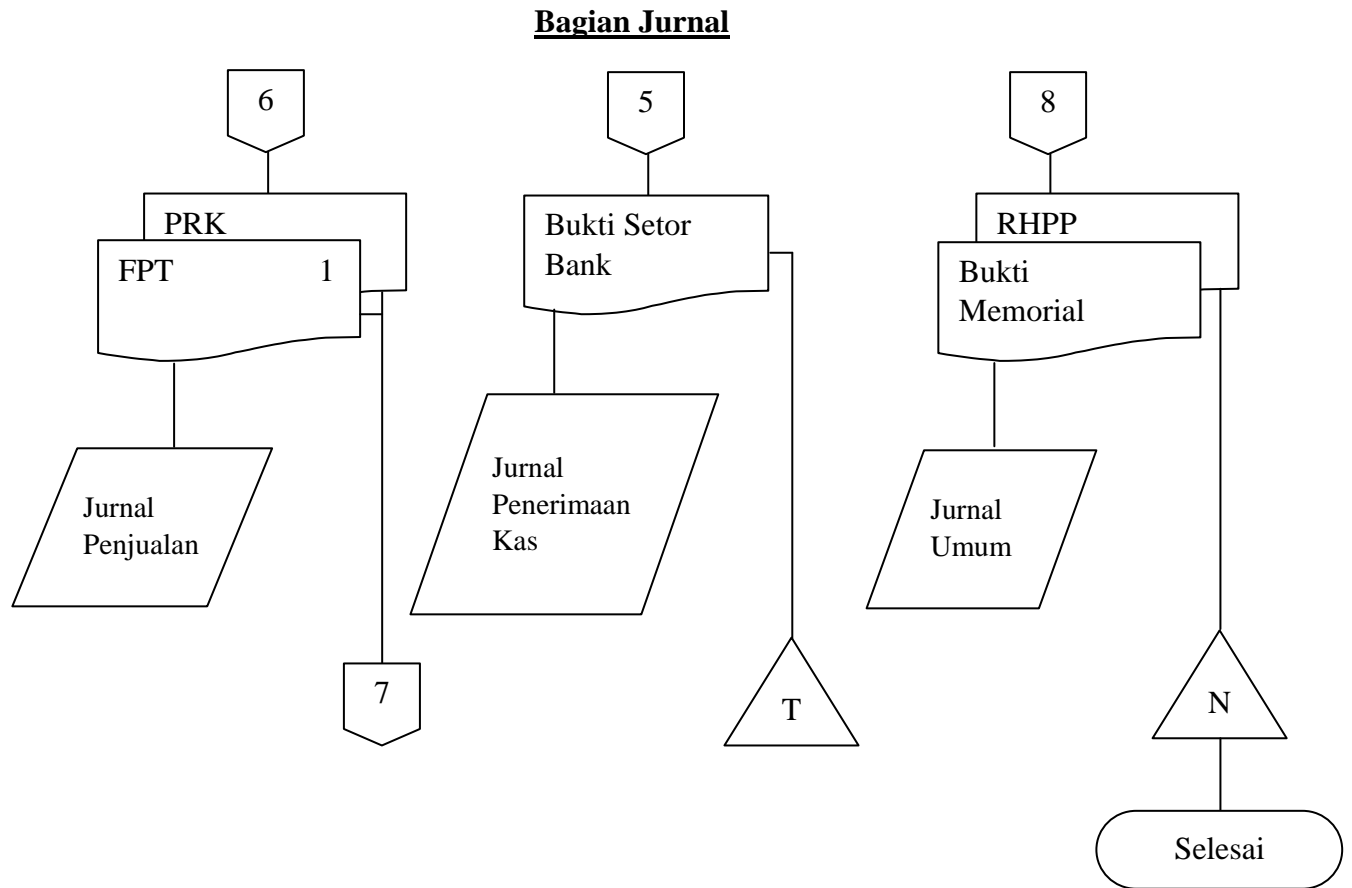 Bagian Jurnal
6
PRK
FPT 1
Jurnal
Penjualan
7
5
Bukti Setor
Bank
Jurnal
Penerimaan
Kas
T
8
RHPP
Bukti
Memorial
Jurnal
Umum
N
Selesai